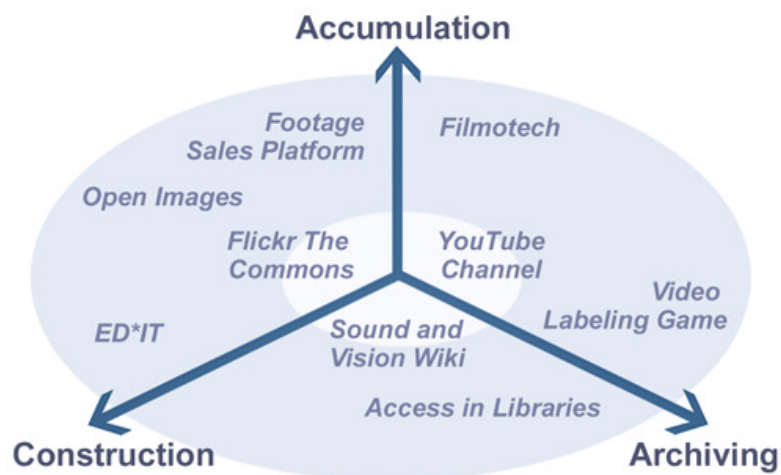 Accumulation
Footage
Sales Platform
Filmotech
Open Images
Flickr The
Commons
YouTube
Channel
Video
Labeling Game
ED*IT
Sound and
Vision Wiki
Access in Libraries
Construction
Archiving